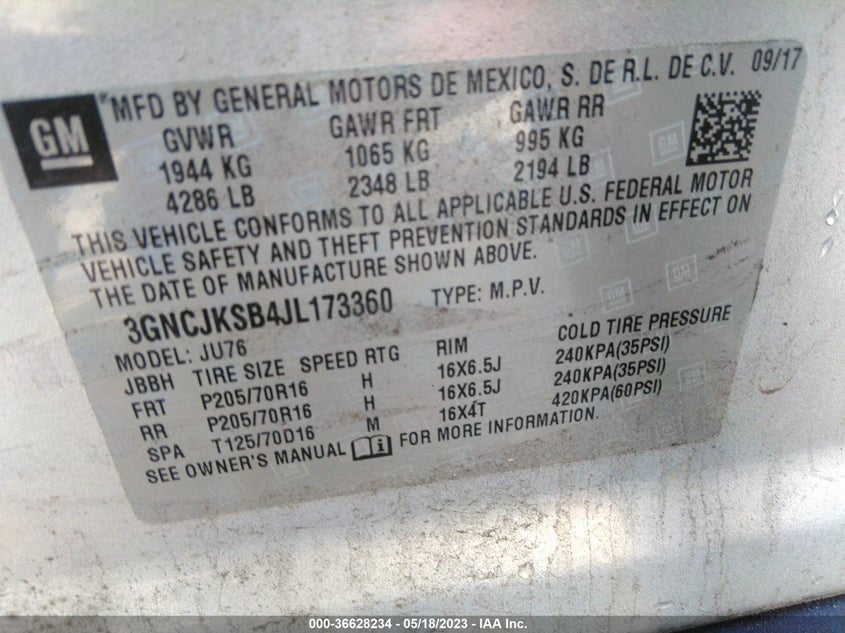 GM
MFD BY GENERAL MOTORS DE MEXICO, S. DE R.L. DE C.V. 09/17
GVWR GAWR FRT GAWR RR
1944 KG 1065 KG 995 KG
4286 LB 2348 LB 2194 LB
THIS VEHICLE CONFORMS TO ALL APPLICABLE U.S. FEDERAL MOTOR
VEHICLE SAFETY AND THEFT PREVENTION STANDARDS IN EFFECT ON
THE DATE OF MANUFACTURE SHOWN ABOVE.
3GNCJKSB4JL173360 TYPE: M.P.V.
MODEL: JU76
JBBH TIRE SIZE SPEED RTG RIM COLD TIRE PRESSURE
FRT P205/70R16 H 16X6.5J 240KPA(35PSI)
RR P205/70R16 H 16X6.5J 240KPA(35PSI)
SPA T125/70D16 M 16X4T 420KPA(60PSI)
SEE OWNER'S MANUAL FOR MORE INFORMATION.
000-36628234 - 05/18/2023 - IAA Inc.